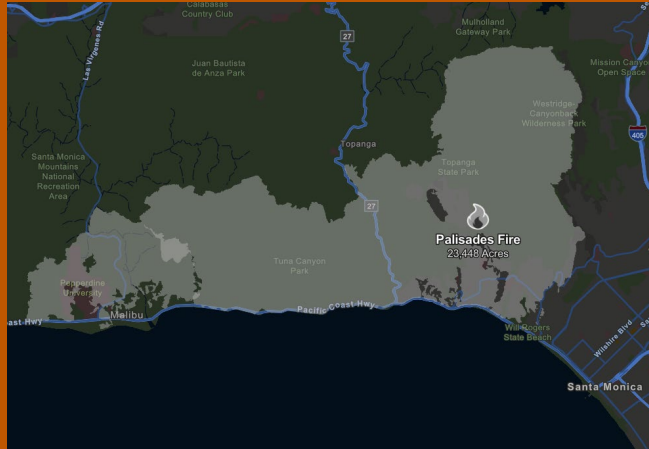 Calabasas
Country Club
Mulholland
Gateway Park
27
Las Virgenes Rd
Juan Bautista
de Anza Park
Mission Canyon
Open Space
Westridge-
Canyonback
Wilderness Park
405
Topanga
Santa Monica
Mountains
National
Recreation
Area
Topanga
State Park
27
Palisades Fire
23,448 Acres
Tuna Canyon
Park
Pepperdine
University
Malibu
Pacific Coast Hwy
ast Hwy
Will Rogers
State Beach
Wilshire Blvd
Santa Monica